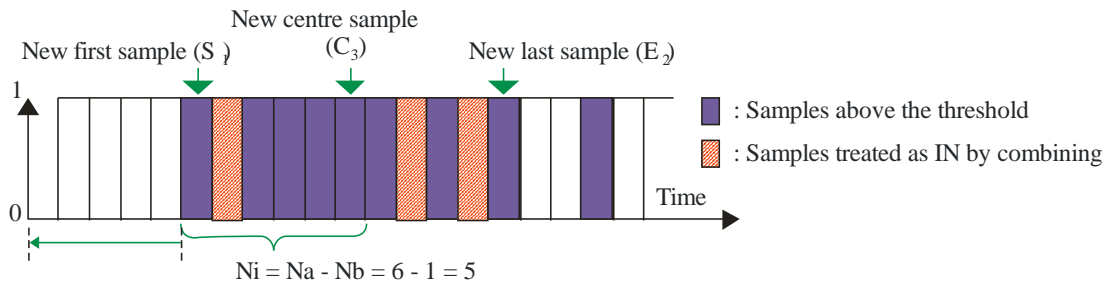 New centre sample
New first sample (S₁)
(C₃)
New last sample (E₂)
1
: Samples above the threshold
: Samples treated as IN by combining
Time
0
Ni = Na - Nb = 6 - 1 = 5